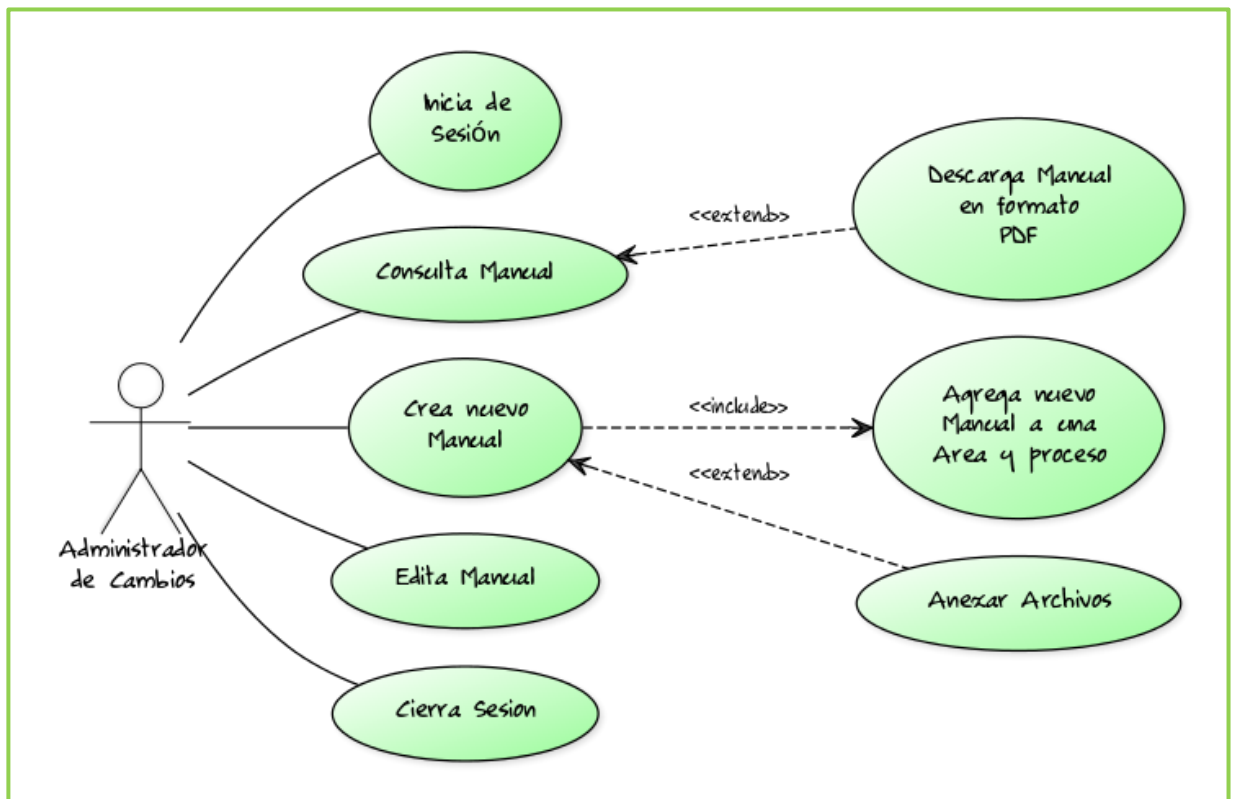 Inicia de
SesiÓn
Descarga Manual
en formato
PDF
<<extend>>
Consulta Manual
Crea nuevo
Manual
<<include>>
Agrega nuevo
Manual a una
Area y proceso
<<extend>>
Administrador
de Cambios
Edita Manual
Anexar Archivos
Cierra Sesion